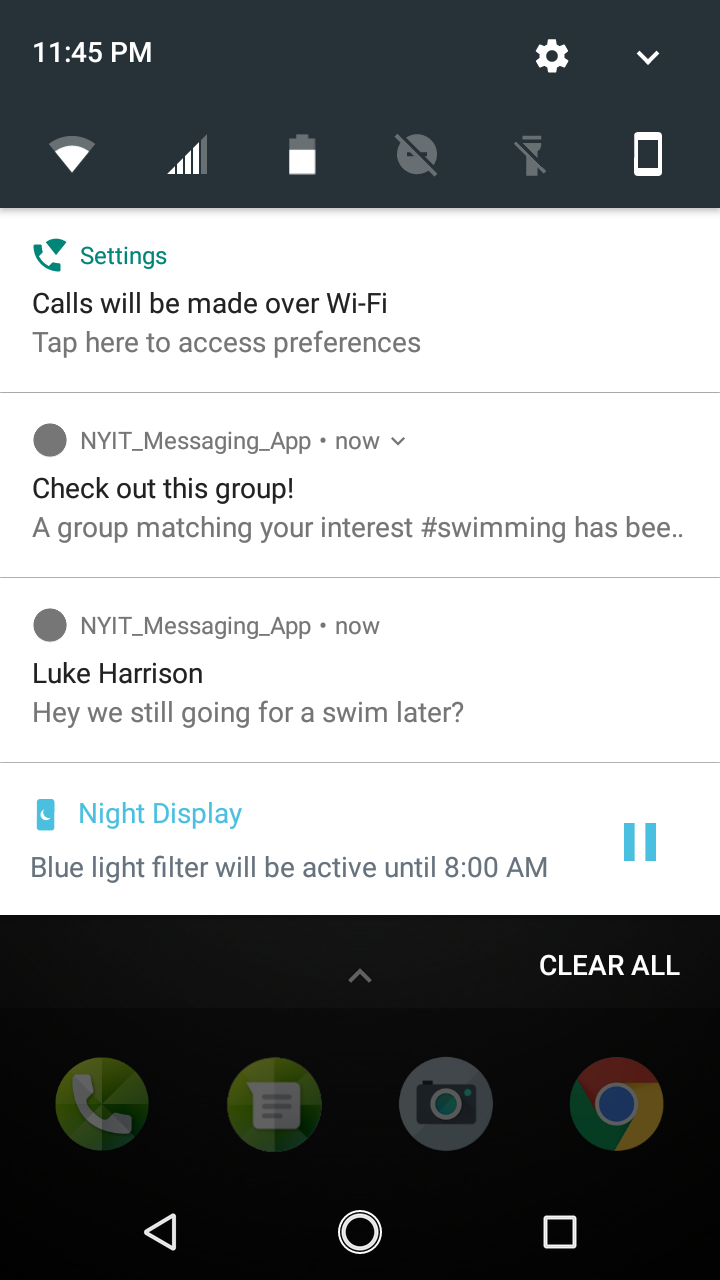 11:45 PM
Settings
Calls will be made over Wi-Fi
Tap here to access preferences
NYIT_Messaging_App • now
Check out this group!
A group matching your interest #swimming has bee..
NYIT_Messaging_App • now
Luke Harrison
Hey we still going for a swim later?
Night Display
Blue light filter will be active until 8:00 AM
CLEAR ALL